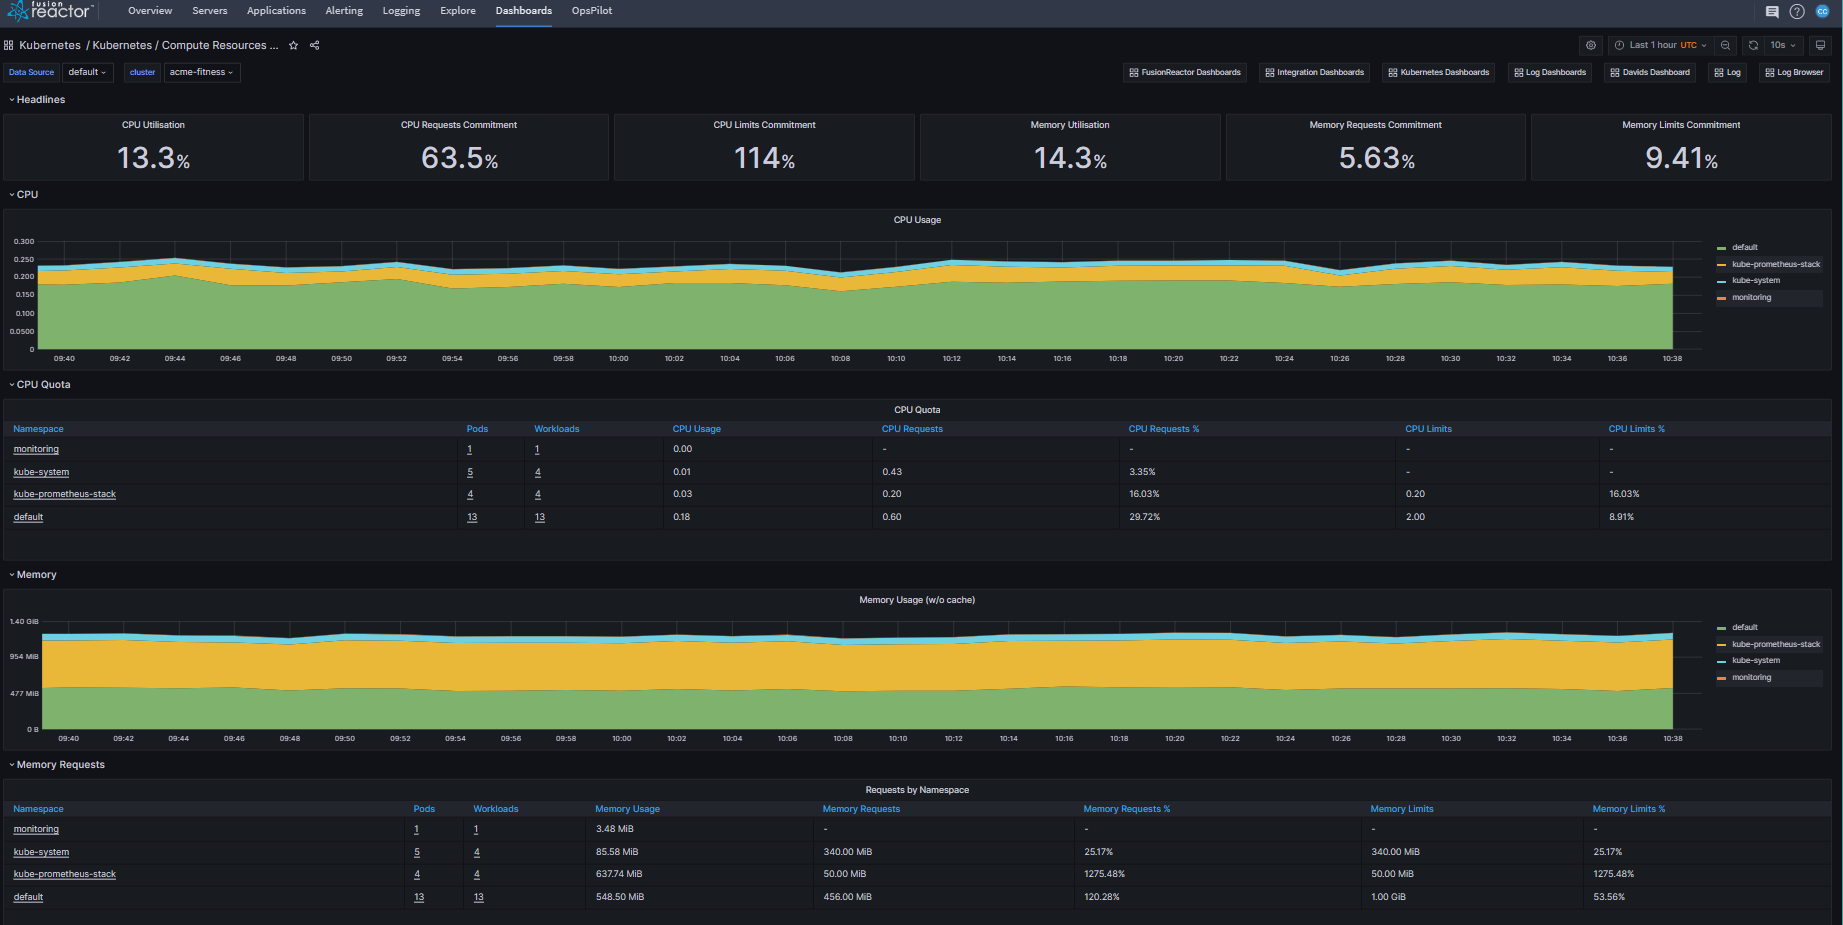 fusion
reactor
Overview Servers Applications Alerting Logging Explore Dashboards OpsPilot
CC
Kubernetes / Kubernetes / Compute Resources ...
Last 1 hour UTC 10s
Data Source default cluster acme-fitness
FusionReactor Dashboards Integration Dashboards Kubernetes Dashboards Log Dashboards Davids Dashboard Log Log Browser
Headlines
CPU Utilisation CPU Requests Commitment CPU Limits Commitment Memory Utilisation Memory Requests Commitment Memory Limits Commitment
13.3% 63.5% 114% 14.3% 5.63% 9.41%
CPU
CPU Usage
0.300
0.250
0.200
0.150
0.100
0.0500
0
09:40 09:42 09:44 09:46 09:48 09:50 09:52 09:54 09:56 09:58 10:00 10:02 10:04 10:06 10:08 10:10 10:12 10:14 10:16 10:18 10:20 10:22 10:24 10:26 10:28 10:30 10:32 10:34 10:36 10:38
default
kube-prometheus-stack
kube-system
monitoring
CPU Quota
CPU Quota
Namespace Pods Workloads CPU Usage CPU Requests CPU Requests % CPU Limits CPU Limits %
monitoring 1 1 0.00 - - - -
kube-system 5 4 0.01 0.43 3.35% - -
kube-prometheus-stack 4 4 0.03 0.20 16.03% 0.20 16.03%
default 13 13 0.18 0.60 29.72% 2.00 8.91%
Memory
Memory Usage (w/o cache)
1.40 GiB
954 MiB
477 MiB
0 B
09:40 09:42 09:44 09:46 09:48 09:50 09:52 09:54 09:56 09:58 10:00 10:02 10:04 10:06 10:08 10:10 10:12 10:14 10:16 10:18 10:20 10:22 10:24 10:26 10:28 10:30 10:32 10:34 10:36 10:38
default
kube-prometheus-stack
kube-system
monitoring
Memory Requests
Requests by Namespace
Namespace Pods Workloads Memory Usage Memory Requests Memory Requests % Memory Limits Memory Limits %
monitoring 1 1 3.48 MiB - - - -
kube-system 5 4 85.58 MiB 340.00 MiB 25.17% 340.00 MiB 25.17%
kube-prometheus-stack 4 4 637.74 MiB 50.00 MiB 1275.48% 50.00 MiB 1275.48%
default 13 13 548.50 MiB 456.00 MiB 120.28% 1.00 GiB 53.56%